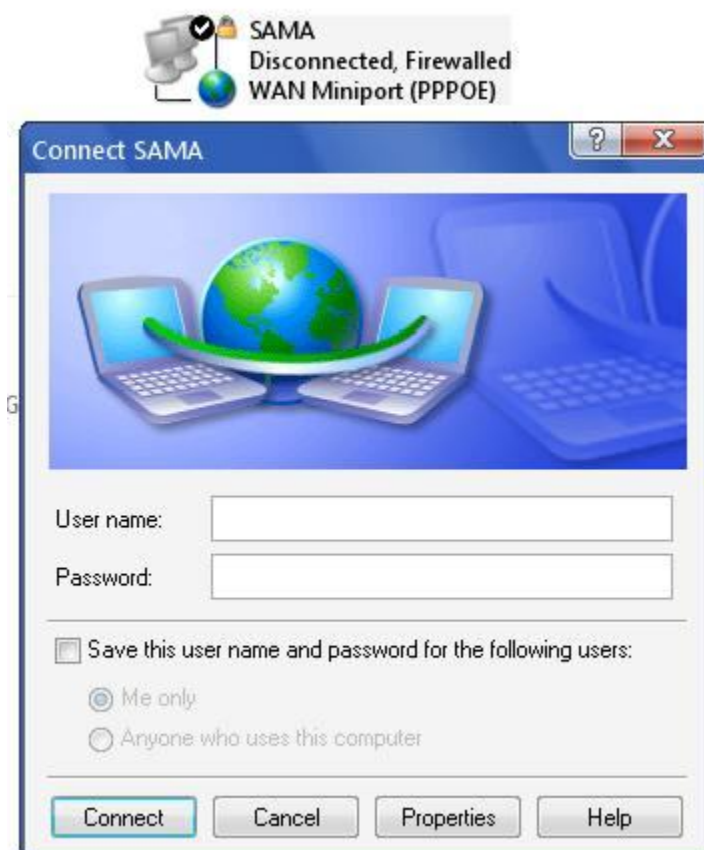 SAMA
Disconnected, Firewalled
WAN Miniport (PPPOE)
Connect SAMA
?
X
G
User name:
Password:
Save this user name and password for the following users:
Me only
Anyone who uses this computer
Connect
Cancel
Properties
Help